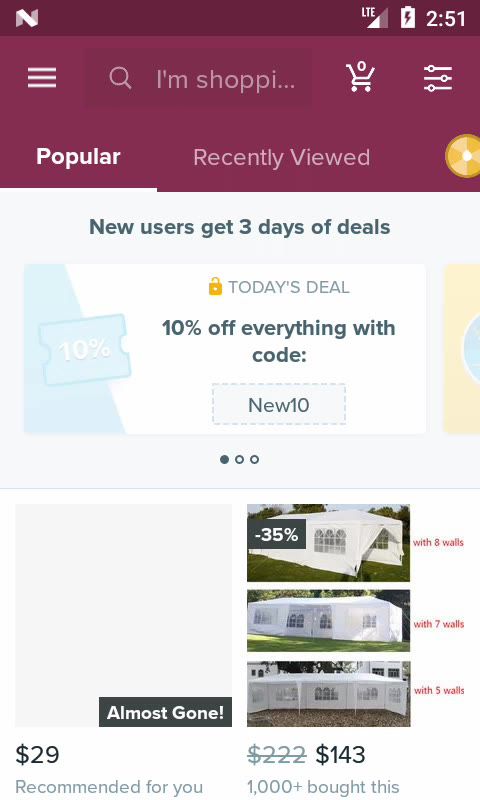 LTE 2:51
I'm shoppi...
0
Popular
Recently Viewed
New users get 3 days of deals
TODAY'S DEAL
10% off everything with
code:
10%
New10
-35%
with 8 walls
with 7 walls
with 5 walls
Almost Gone!
$29
$222 $143
Recommended for you
1,000+ bought this